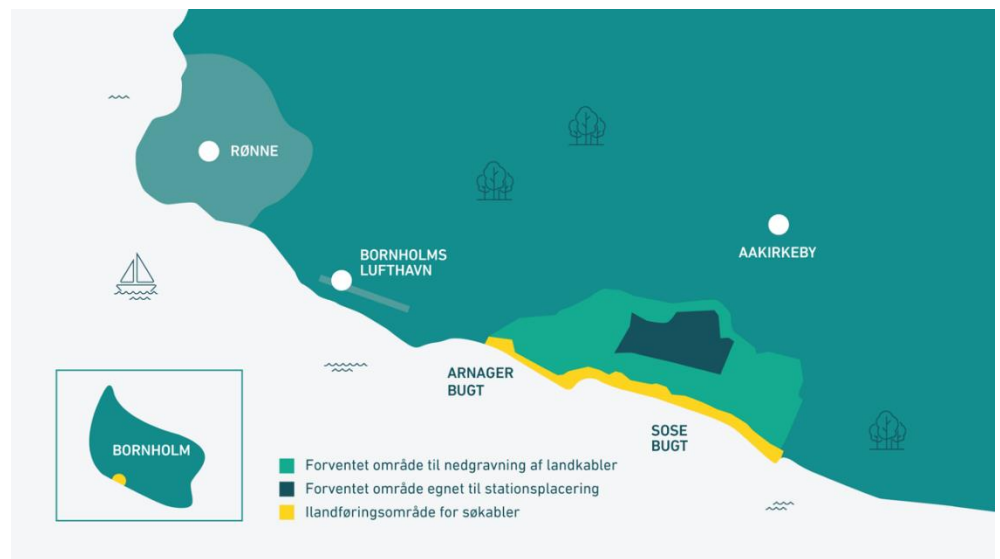 RØNNE
BORNHOLMS
LUFTHAVN
AAKIRKEBY
ARNAGER
BUGT
SOSE
BUGT
BORNHOLM
Forventet område til nedgravning af landkabler
Forventet område egnet til stationsplacering
Ilandføringsområde for søkabler